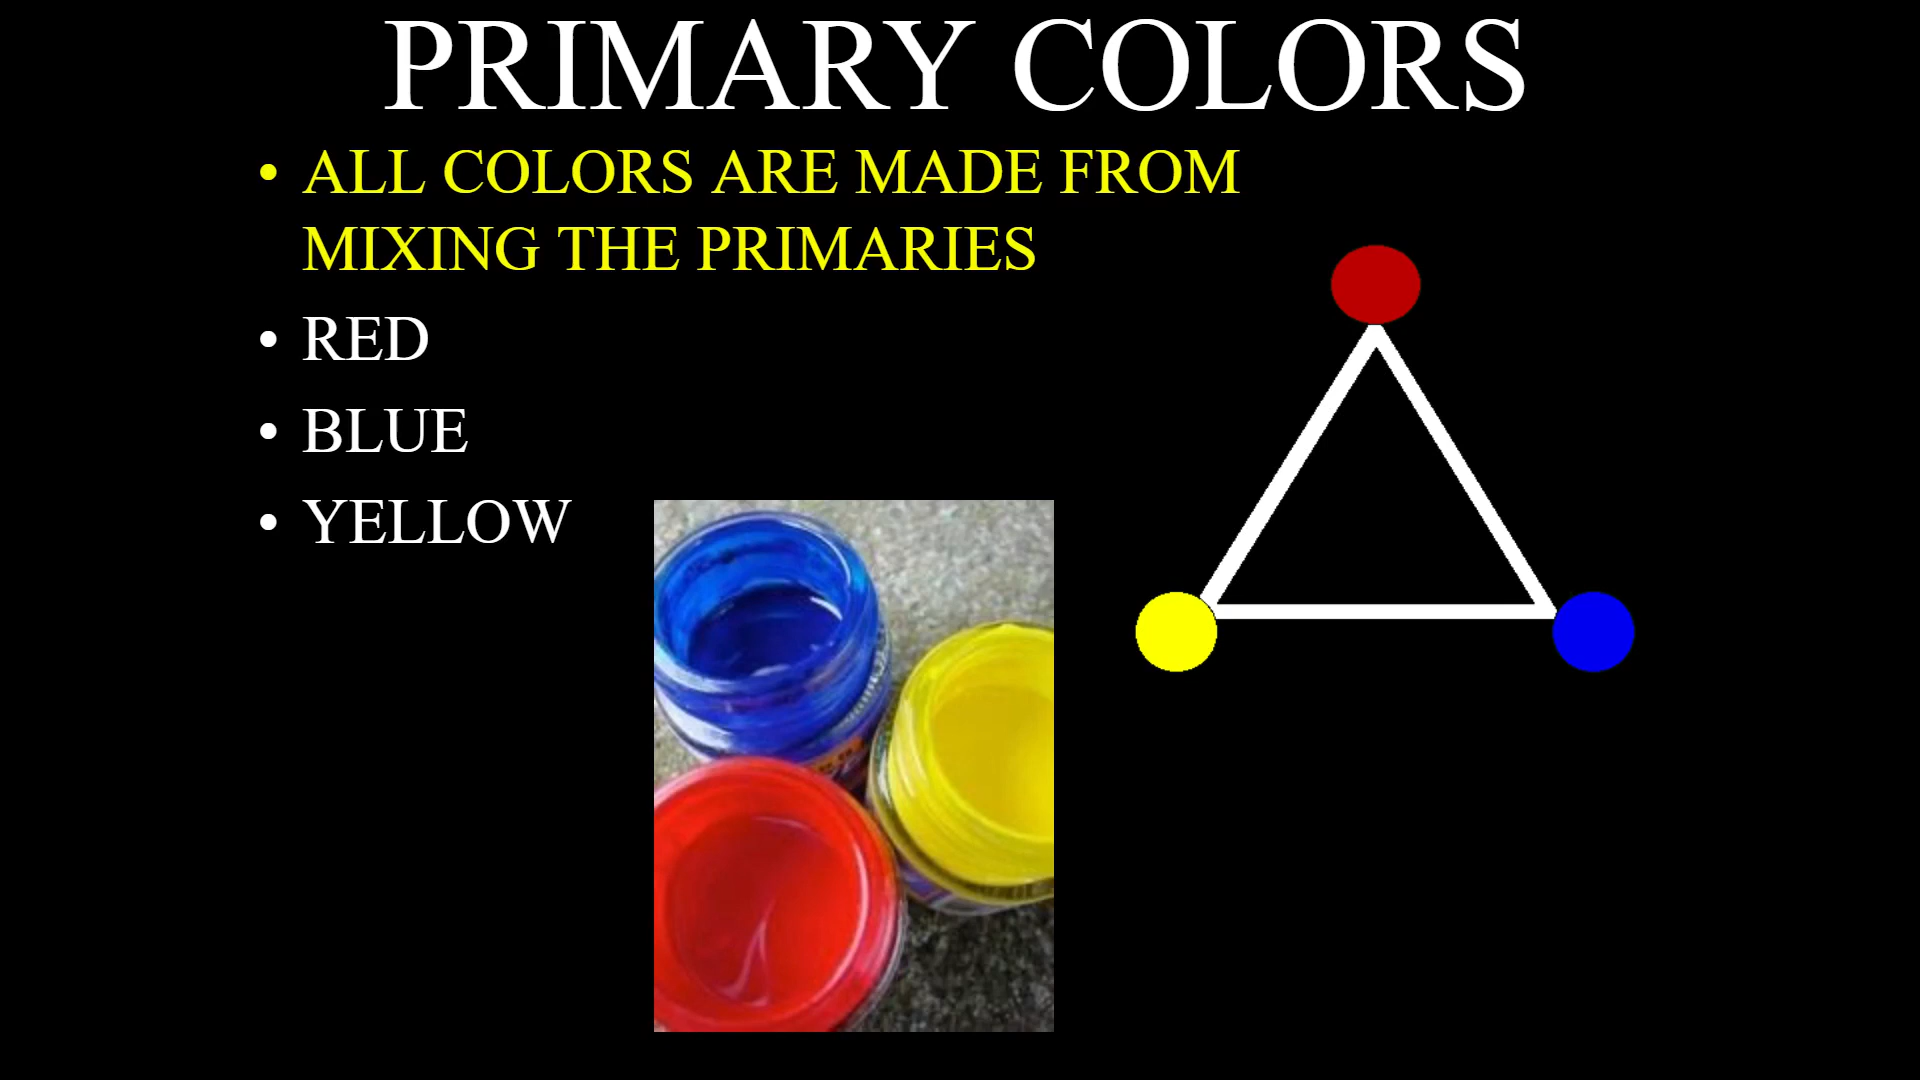 PRIMARY COLORS
• ALL COLORS ARE MADE FROM
MIXING THE PRIMARIES
• RED
• BLUE
• YELLOW